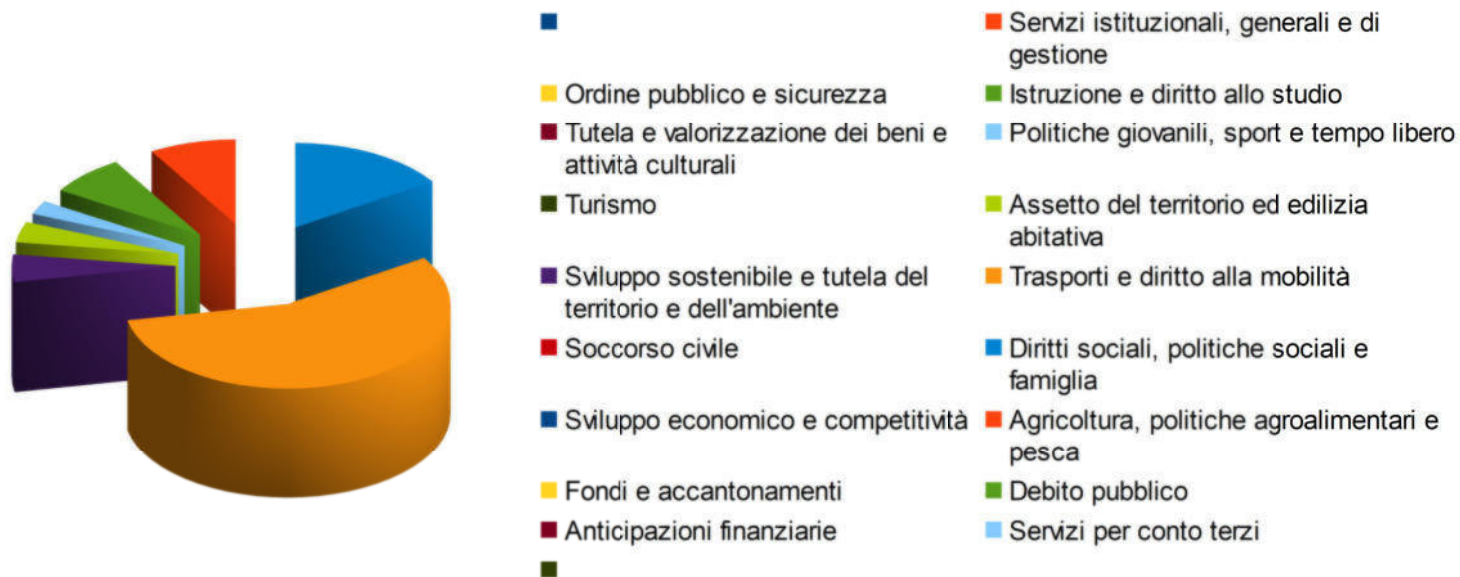 Servizi istituzionali, generali e di
gestione
Ordine pubblico e sicurezza
Istruzione e diritto allo studio
Tutela e valorizzazione dei beni e
attività culturali
Politiche giovanili, sport e tempo libero
Turismo
Assetto del territorio ed edilizia
abitativa
Sviluppo sostenibile e tutela del
territorio e dell'ambiente
Trasporti e diritto alla mobilità
Soccorso civile
Diritti sociali, politiche sociali e
famiglia
Sviluppo economico e competitività
Agricoltura, politiche agroalimentari e
pesca
Fondi e accantonamenti
Debito pubblico
Anticipazioni finanziarie
Servizi per conto terzi